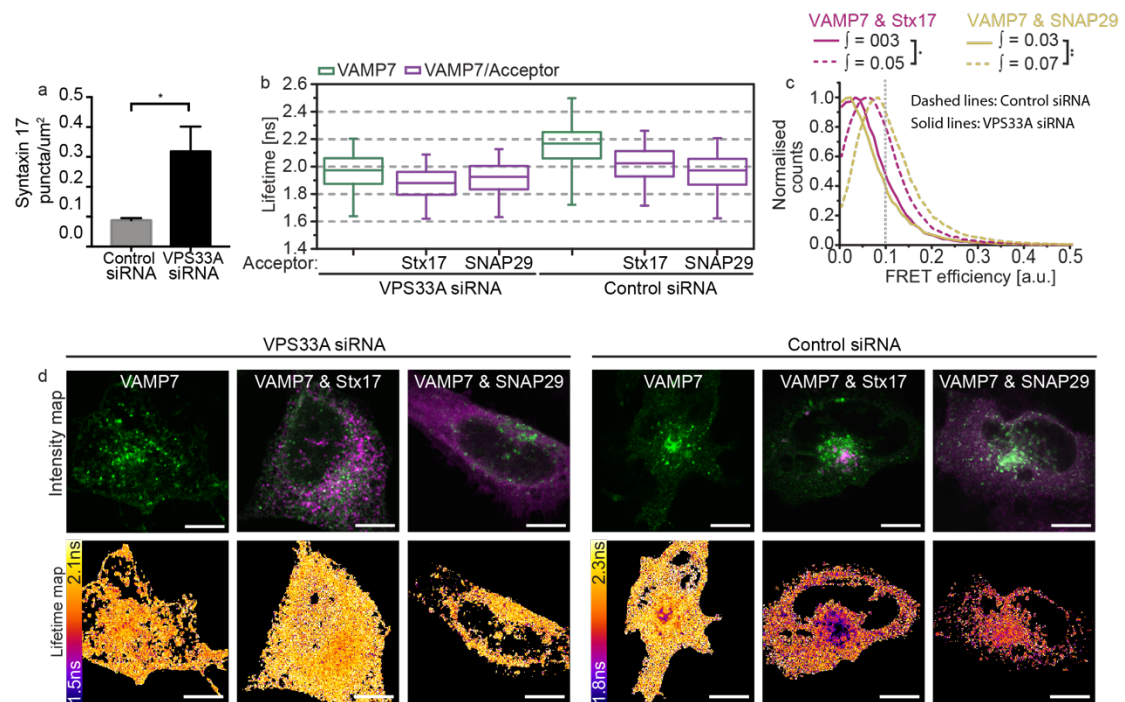 VAMP7 & Stx17
∫ = 003
∫ = 0.05
VAMP7 & SNAP29
∫ = 0.03
∫ = 0.07
a
*
Syntaxin 17
puncta/um²
0.5
0.4
0.3
0.2
0.1
0.0
Control
siRNA
VPS33A
siRNA
b
VAMP7
VAMP7/Acceptor
Lifetime [ns]
2.6
2.4
2.2
2.0
1.8
1.6
1.4
Acceptor:
Stx17
SNAP29
Stx17
SNAP29
VPS33A siRNA
Control siRNA
c
Dashed lines: Control siRNA
Solid lines: VPS33A siRNA
Normalised
counts
1.0
0.8
0.6
0.4
0.2
0
0.0
0.1
0.2
0.3
0.4
0.5
FRET efficiency [a.u.]
VPS33A siRNA
Control siRNA
d
VAMP7
VAMP7 & Stx17
VAMP7 & SNAP29
VAMP7
VAMP7 & Stx17
VAMP7 & SNAP29
Intensity map
Lifetime map
2.1ns
1.5ns
2.3ns
1.8ns